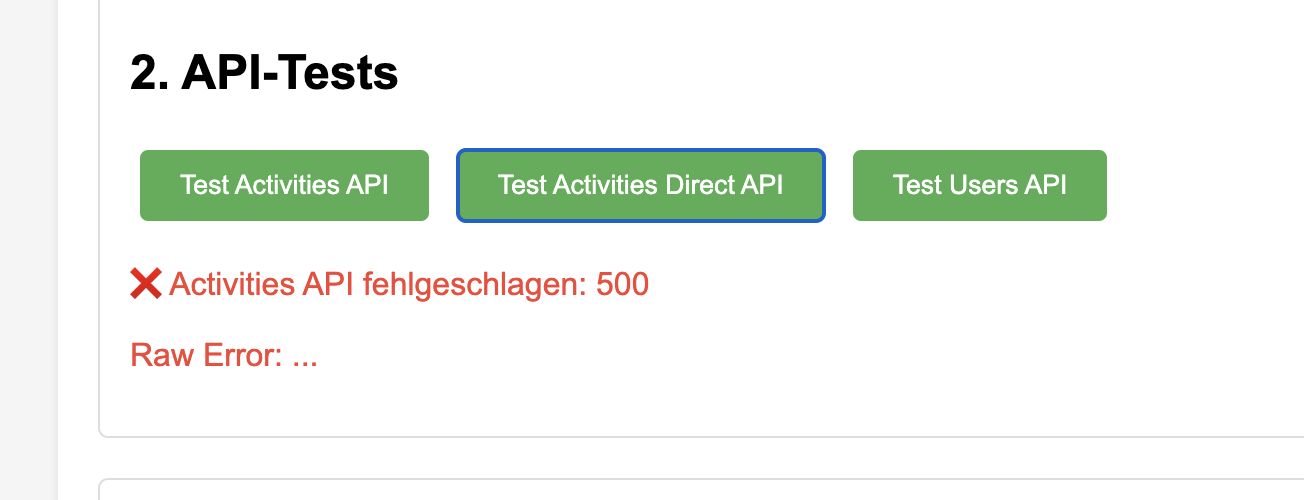 2. API-Tests
Test Activities API
Test Activities Direct API
Test Users API
❌ Activities API fehlgeschlagen: 500
Raw Error: ...